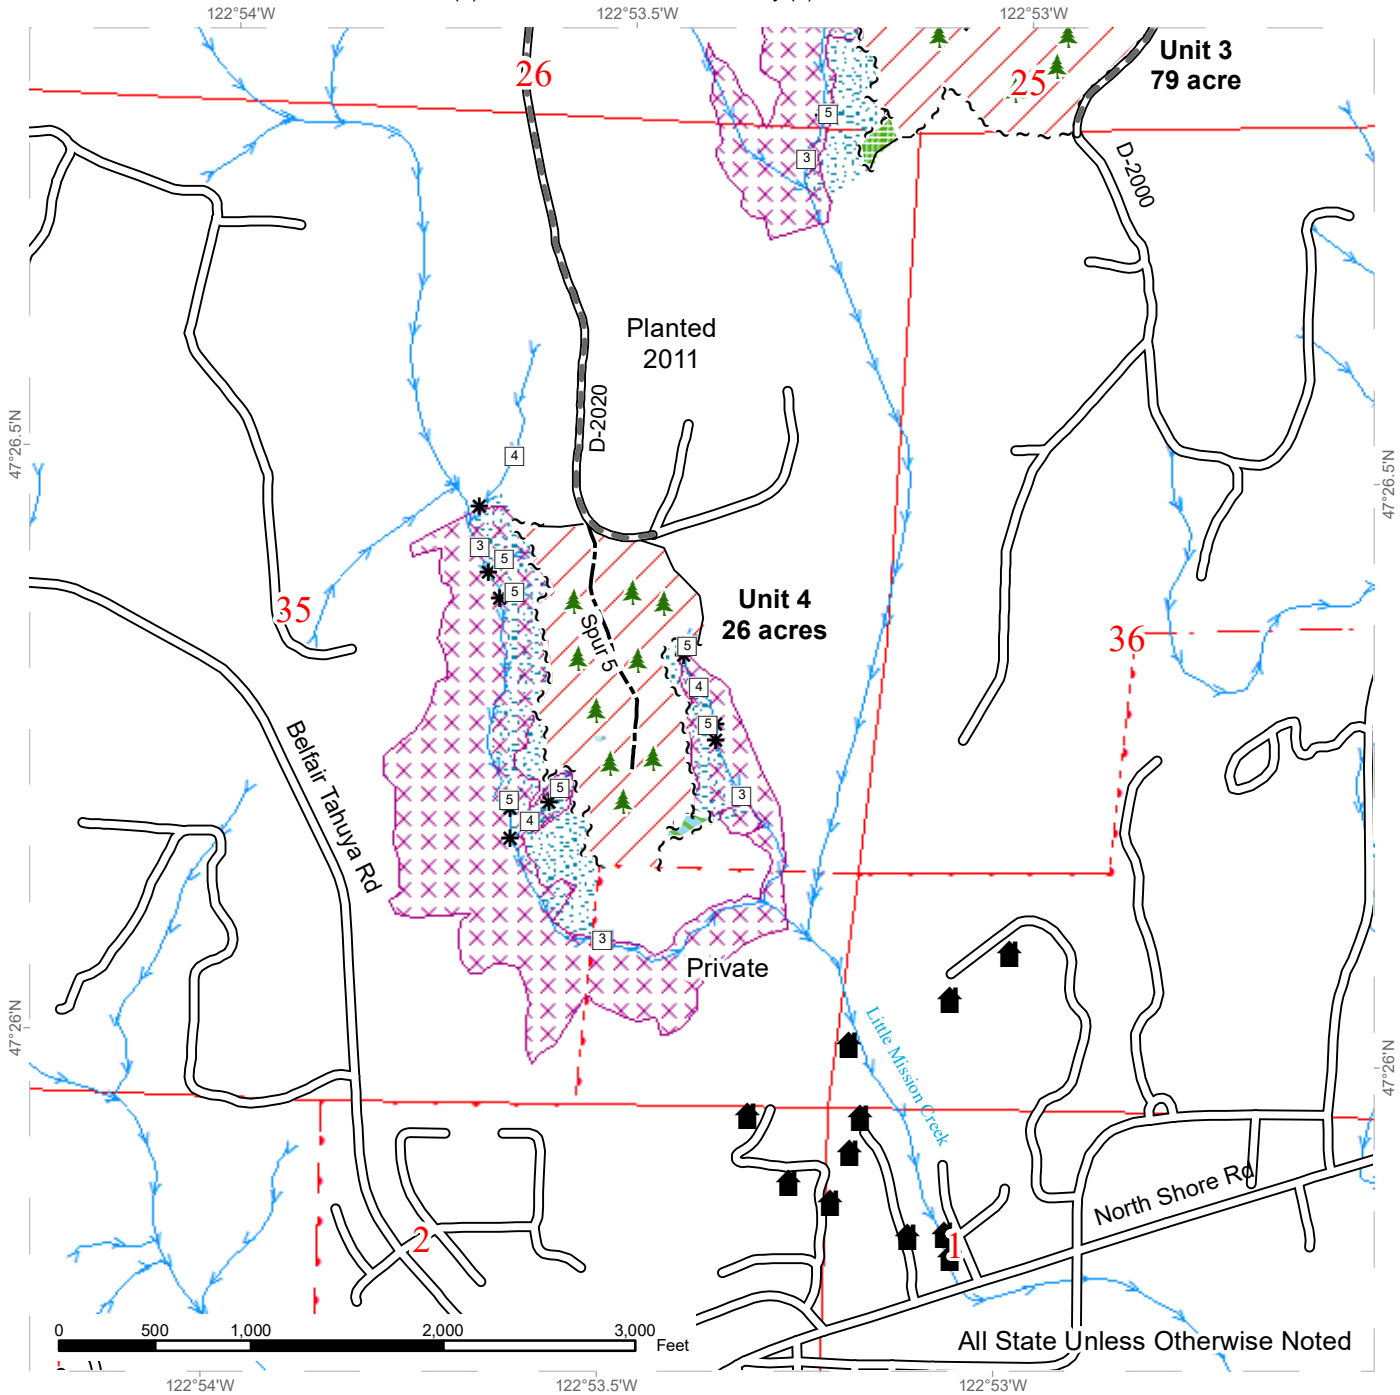 122°54'W
122°53.5'W
122°53'W
26
25
Unit 3
79 acre
5
3
D-2000
Planted
2011
D-2020
47°26.5'N
47°26.5'N
4
3
5
5
35
Spur 5
Unit 4
26 acres
36
5
4
5
3
Belfair Tahuya Rd
5
5
4
3
Private
47°26'N
47°26'N
Little Mission Creek
North Shore Rd
2
1
0
500
1,000
2,000
3,000
Feet
All State Unless Otherwise Noted
122°54'W
122°53.5'W
122°53'W